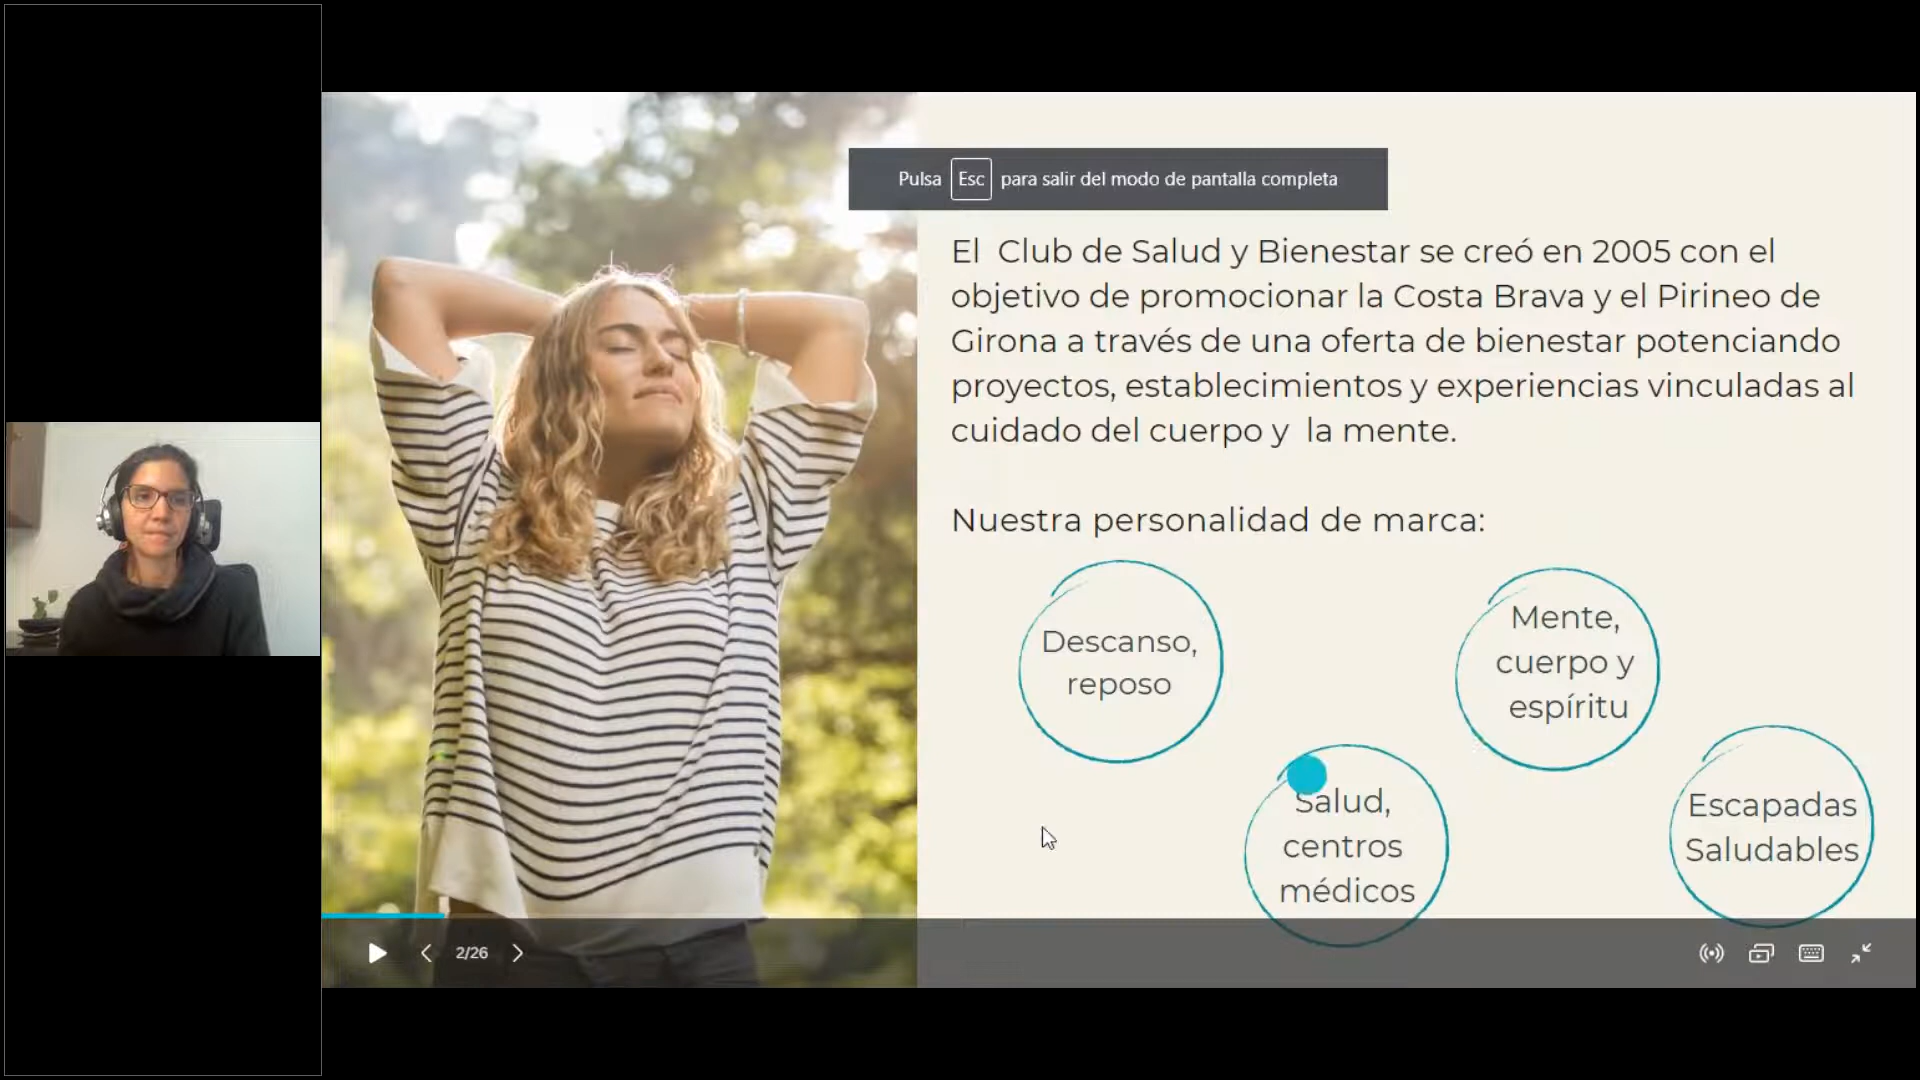 Pulsa Esc para salir del modo de pantalla completa
El Club de Salud y Bienestar se creó en 2005 con el
objetivo de promocionar la Costa Brava y el Pirineo de
Girona a través de una oferta de bienestar potenciando
proyectos, establecimientos y experiencias vinculadas al
cuidado del cuerpo y la mente.
Nuestra personalidad de marca:
Descanso,
reposo
Mente,
cuerpo y
espíritu
Salud,
centros
médicos
Escapadas
Saludables
2/26